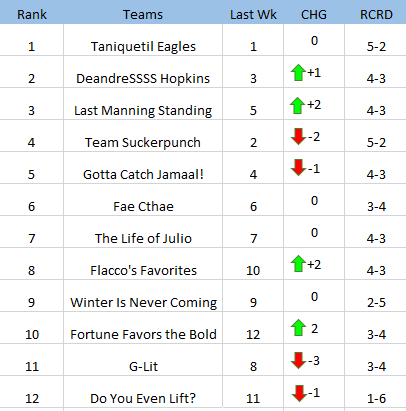 Rank Teams Last Wk CHG RCRD
1 Taniquetil Eagles 1 0 5-2
2 DeandreSSSS Hopkins 3 +1 4-3
3 Last Manning Standing 5 +2 4-3
4 Team Suckerpunch 2 -2 5-2
5 Gotta Catch Jamaal! 4 -1 4-3
6 Fae Cthae 6 0 3-4
7 The Life of Julio 7 0 4-3
8 Flacco's Favorites 10 +2 4-3
9 Winter Is Never Coming 9 0 2-5
10 Fortune Favors the Bold 12 2 3-4
11 G-Lit 8 -3 3-4
12 Do You Even Lift? 11 -1 1-6